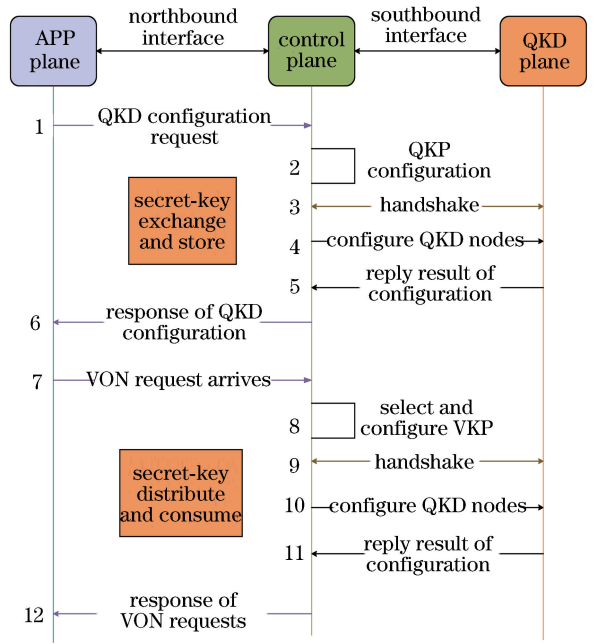 APP
plane
northbound
interface
control
plane
southbound
interface
QKD
plane
1
QKD configuration
request
2
QKP
configuration
secret-key
exchange
and store
3
handshake
4
configure QKD nodes
5
reply result of
configuration
6
response of QKD
configuration
7
VON request arrives
8
select and
configure VKP
9
handshake
secret-key
distribute
and consume
10
configure QKD nodes
11
reply result of
configuration
12
response of
VON requests